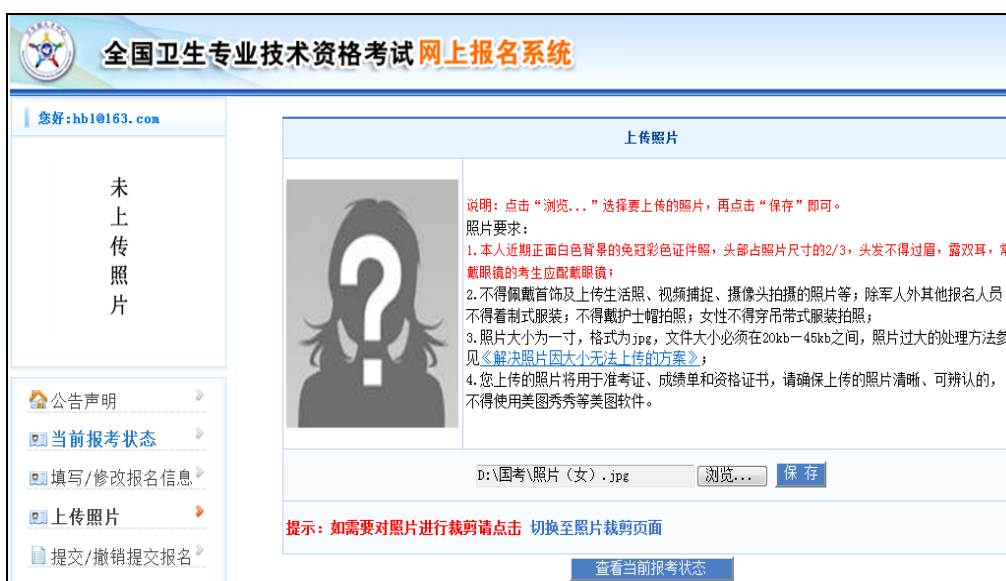 全国卫生专业技术资格考试网上报名系统
您好:hb1@163.com
未
上
传
照
片
公告声明
当前报考状态
填写/修改报名信息
上传照片
提交/撤销提交报名
上传照片
说明：点击“浏览...”选择要上传的照片，再点击“保存”即可。
照片要求：
1.本人近期正面白色背景的免冠彩色证件照，头部占照片尺寸的2/3，头发不得过眉，露双耳，常
戴眼镜的考生应配戴眼镜；
2.不得佩戴首饰及上传生活照、视频捕捉、摄像头拍摄的照片等；除军人外其他报名人员
不得着制式服装；不得戴护士帽拍照；女性不得穿吊带式服装拍照；
3.照片大小为一寸，格式为jpg，文件大小必须在20kb—45kb之间，照片过大的处理方法参
见《解决照片因大小无法上传的方案》；
4.您上传的照片将用于准考证、成绩单和资格证书，请确保上传的照片清晰、可辨认的，
不得使用美图秀秀等美图软件。
D:\国考\照片（女）.jpg 浏览... 保存
提示：如需要对照片进行裁剪请点击 切换至照片裁剪页面
查看当前报考状态